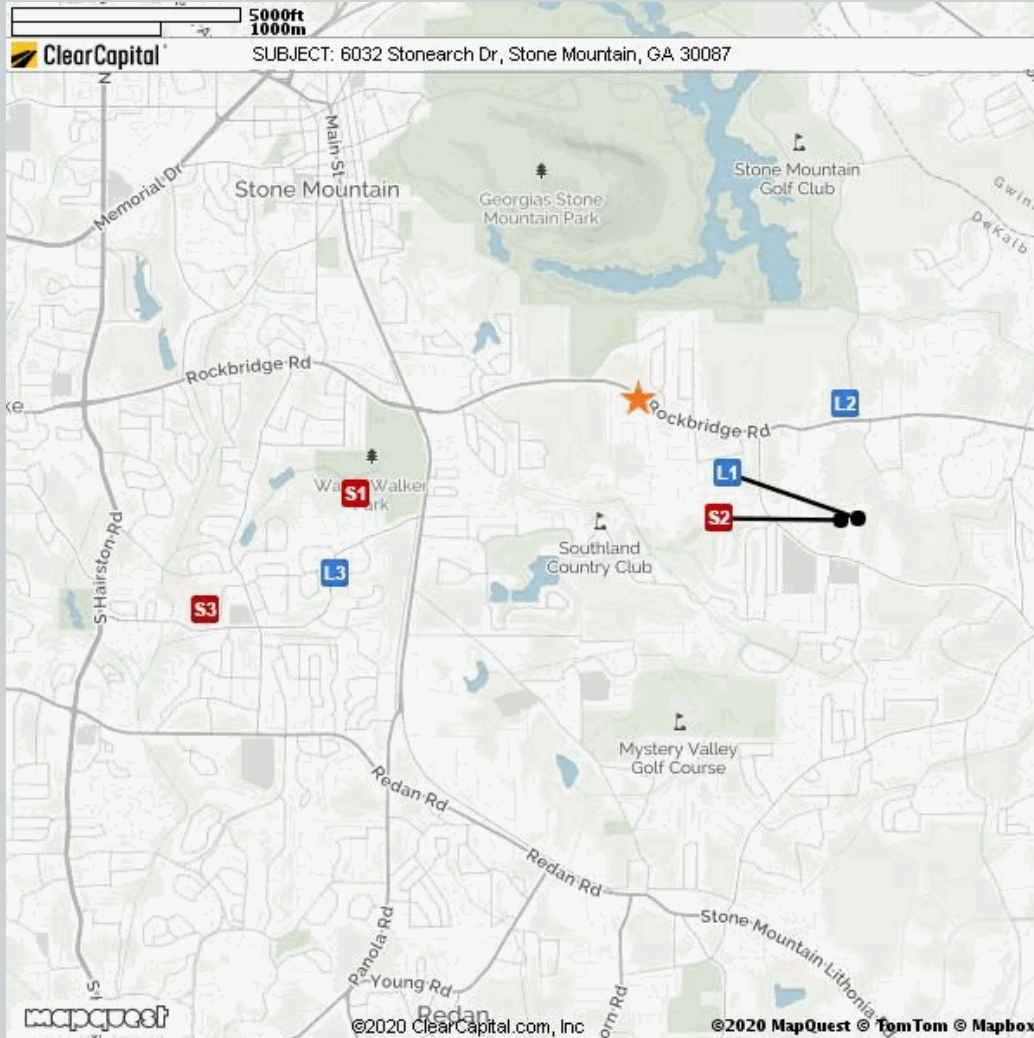 5000ft
1000m
ClearCapital
SUBJECT: 6032 Stonearch Dr, Stone Mountain, GA 30087
N
Main St
Memorial Dr
Stone Mountain
Georgias Stone
Mountain Park
Stone Mountain
Golf Club
DeKalb
Rockbridge Rd
Rockbridge Rd
L2
L1
S1
S2
Southland
Country Club
L3
S3
S Hairston Rd
Mystery Valley
Golf Course
Redan Rd
Redan Rd
Stone Mountain Lithonia Rd
Panola Rd
Young Rd
Redan
mapquest
©2020 ClearCapital.com, Inc
©2020 MapQuest © TomTom © Mapbox